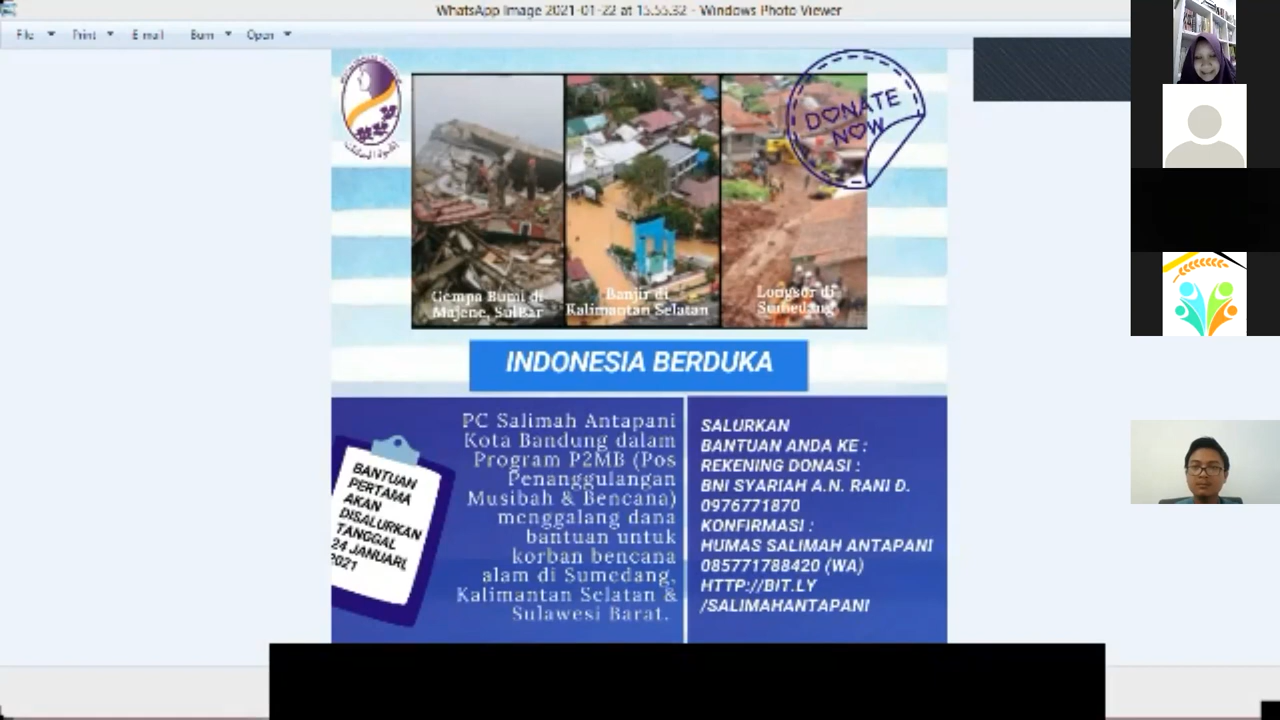 WhatsApp Image 2021-01-22 at 15.55.32 - Windows Photo Viewer
File Print E-mail Burn Open
DONATE
NOW
Gempa Bumi di
Majene, SulBar
Banjir di
Kalimantan Selatan
Longsor di
Sumedang
INDONESIA BERDUKA
BANTUAN
PERTAMA
AKAN
DISALURKAN
TANGGAL
24 JANUARI,
2021
PC Salimah Antapani
Kota Bandung dalam
Program P2MB (Pos
Penanggulangan
Musibah & Bencana)
menggalang dana
bantuan untuk
korban bencana
alam di Sumedang,
Kalimantan Selatan &
Sulawesi Barat.
SALURKAN
BANTUAN ANDA KE :
REKENING DONASI :
BNI SYARIAH A.N. RANI D.
0976771870
KONFIRMASI :
HUMAS SALIMAH ANTAPANI
085771788420 (WA)
HTTP://BIT.LY
/SALIMAHANTAPANI